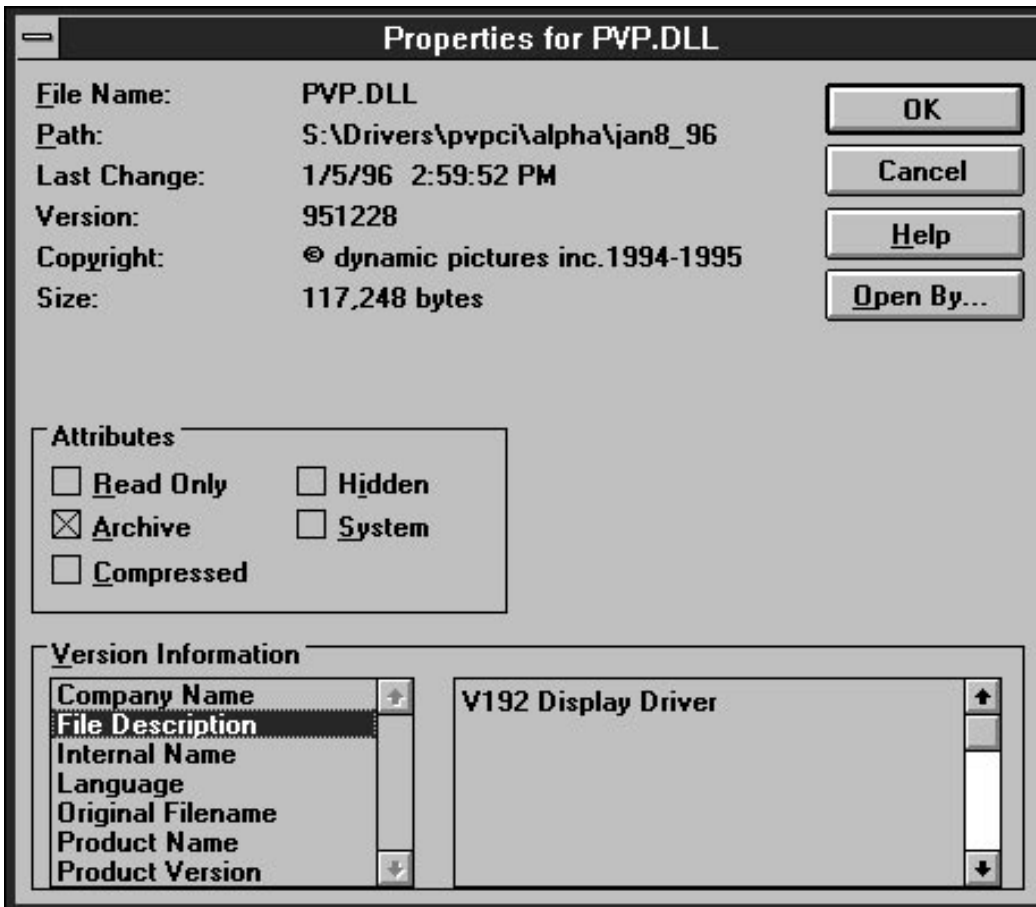 Properties for PVP.DLL
File Name: PVP.DLL
Path: S:\Drivers\pvpci\alpha\jan8_96
Last Change: 1/5/96 2:59:52 PM
Version: 951228
Copyright: © dynamic pictures inc.1994-1995
Size: 117,248 bytes
OK
Cancel
Help
Open By...
Attributes
Read Only Hidden
Archive System
Compressed
Version Information
Company Name
File Description
Internal Name
Language
Original Filename
Product Name
Product Version
V192 Display Driver